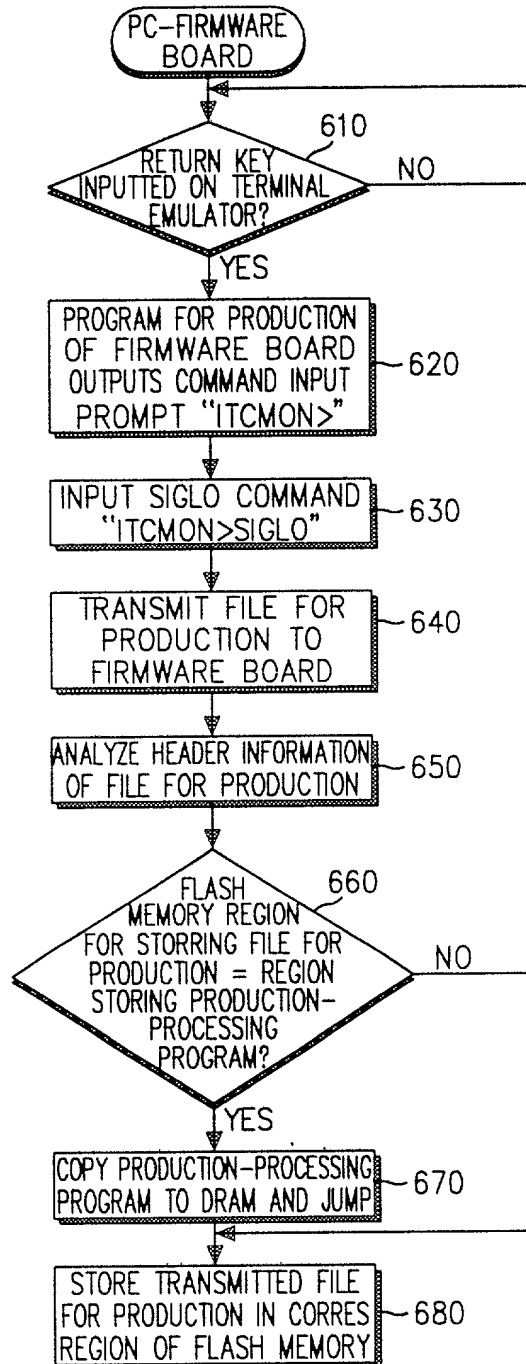 PC-FIRMWARE
BOARD
610
RETURN KEY
INPUTTED ON TERMINAL
EMULATOR?
NO
YES
PROGRAM FOR PRODUCTION
OF FIRMWARE BOARD
OUTPUTS COMMAND INPUT
PROMPT "ITCMON>"
620
INPUT SIGLO COMMAND
"ITCMON>SIGLO"
630
TRANSMIT FILE FOR
PRODUCTION TO
FIRMWARE BOARD
640
ANALYZE HEADER INFORMATION
OF FILE FOR PRODUCTION
650
660
FLASH
MEMORY REGION
FOR STORRING FILE FOR
PRODUCTION = REGION
STORING PRODUCTION-
PROCESSING
PROGRAM?
NO
YES
COPY PRODUCTION-PROCESSING
PROGRAM TO DRAM AND JUMP
670
STORE TRANSMITTED FILE
FOR PRODUCTION IN CORRES
REGION OF FLASH MEMORY
680